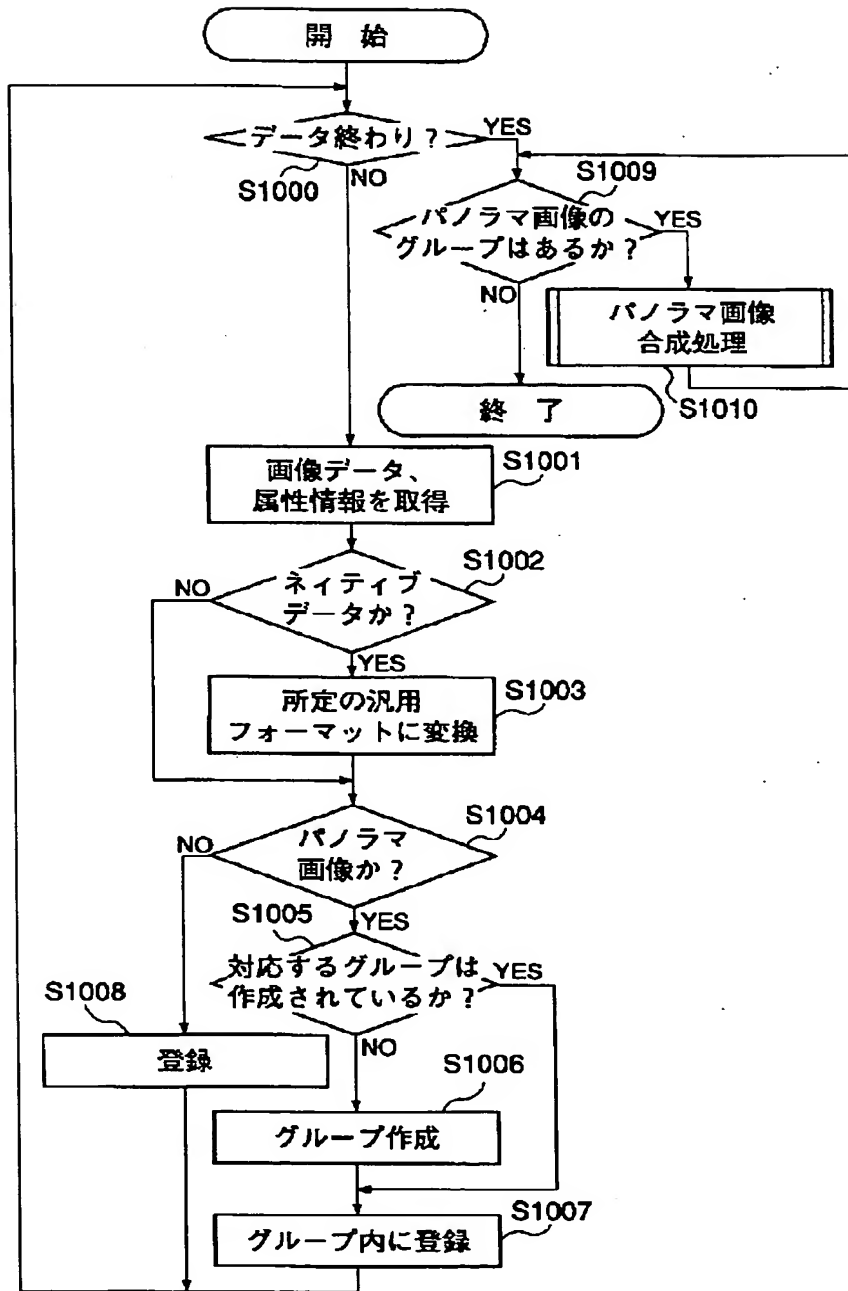 開 始
データ終わり?
YES
S1000
NO
S1009
パノラマ画像の
グループはあるか?
YES
NO
パノラマ画像
合成処理
S1010
終 了
画像データ、
属性情報を取得
S1001
S1002
NO
ネイティブ
データか?
YES
所定の汎用
フォーマットに変換
S1003
S1004
NO
パノラマ
画像か?
YES
S1005
対応するグループは
作成されているか?
YES
S1008
登録
NO
S1006
グループ作成
S1007
グループ内に登録